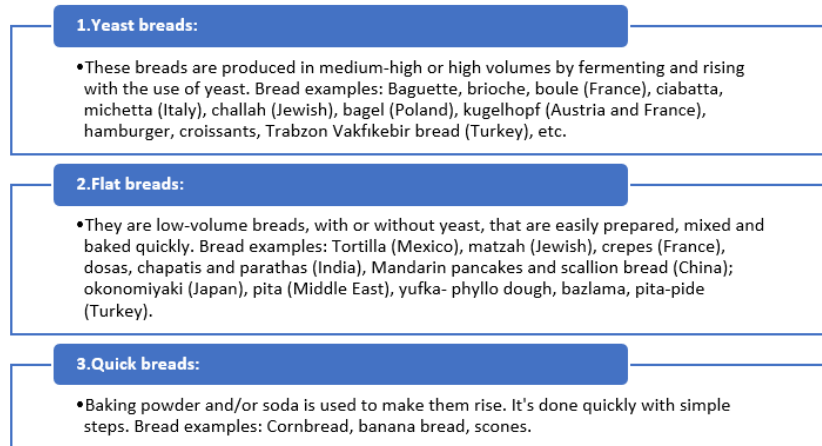 1.Yeast breads:
•These breads are produced in medium-high or high volumes by fermenting and rising
with the use of yeast. Bread examples: Baguette, brioche, boule (France), ciabatta,
michetta (Italy), challah (Jewish), bagel (Poland), kugelhopf (Austria and France),
hamburger, croissants, Trabzon Vakfıkebir bread (Turkey), etc.
2.Flat breads:
•They are low-volume breads, with or without yeast, that are easily prepared, mixed and
baked quickly. Bread examples: Tortilla (Mexico), matzah (Jewish), crepes (France),
dosas, chapatis and parathas (India), Mandarin pancakes and scallion bread (China);
okonomiyaki (Japan), pita (Middle East), yufka- phyllo dough, bazlama, pita-pide
(Turkey).
3.Quick breads:
•Baking powder and/or soda is used to make them rise. It's done quickly with simple
steps. Bread examples: Cornbread, banana bread, scones.